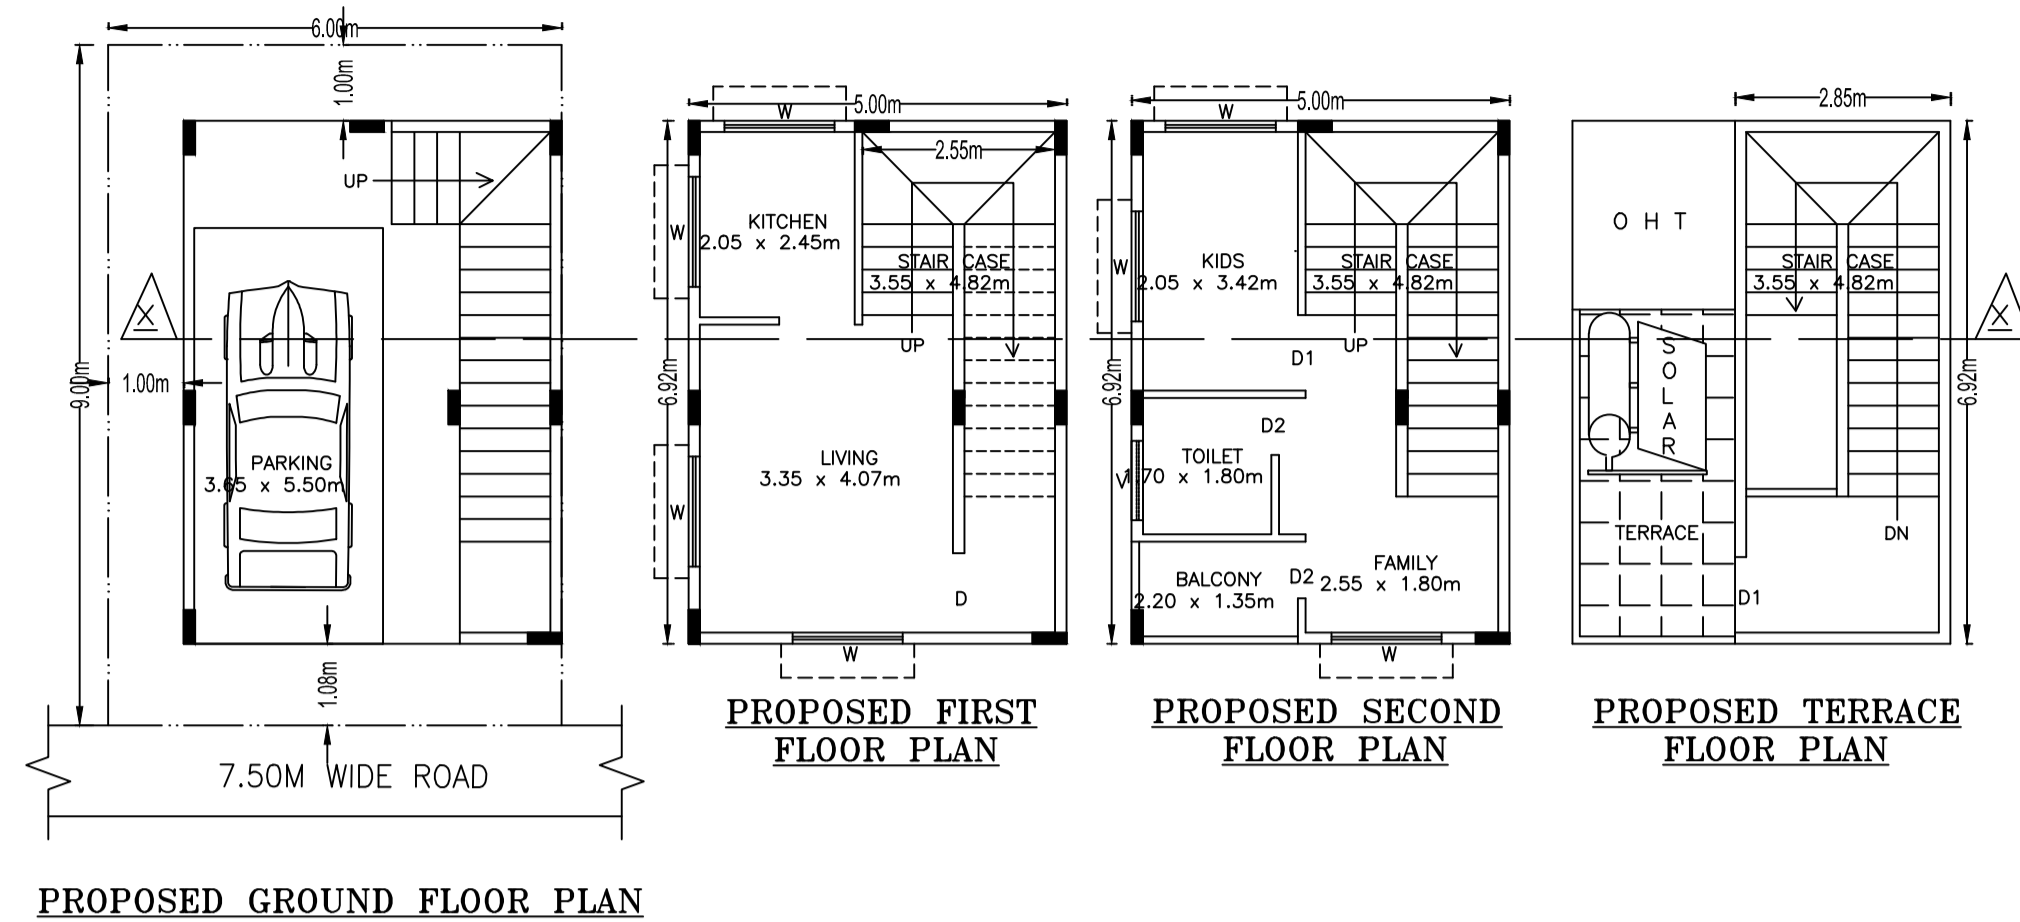 6.00m
1.00m
UP
X
9.00m
1.00m
PARKING
3.65 x 5.50m
1.08m
7.50M WIDE ROAD
PROPOSED GROUND FLOOR PLAN
5.00m
W
2.55m
KITCHEN
2.05 x 2.45m
W
STAIR CASE
3.55 x 4.82m
UP
6.92m
LIVING
3.35 x 4.07m
W
D
W
PROPOSED FIRST
FLOOR PLAN
5.00m
W
KIDS
2.05 x 3.42m
W
STAIR CASE
3.55 x 4.82m
UP
D1
6.92m
D2
TOILET
1.70 x 1.80m
V
FAMILY
2.55 x 1.80m
BALCONY
2.20 x 1.35m
D2
W
PROPOSED SECOND
FLOOR PLAN
2.85m
O H T
STAIR CASE
3.55 x 4.82m
X
SOLAR
6.92m
TERRACE
DN
D1
PROPOSED TERRACE
FLOOR PLAN